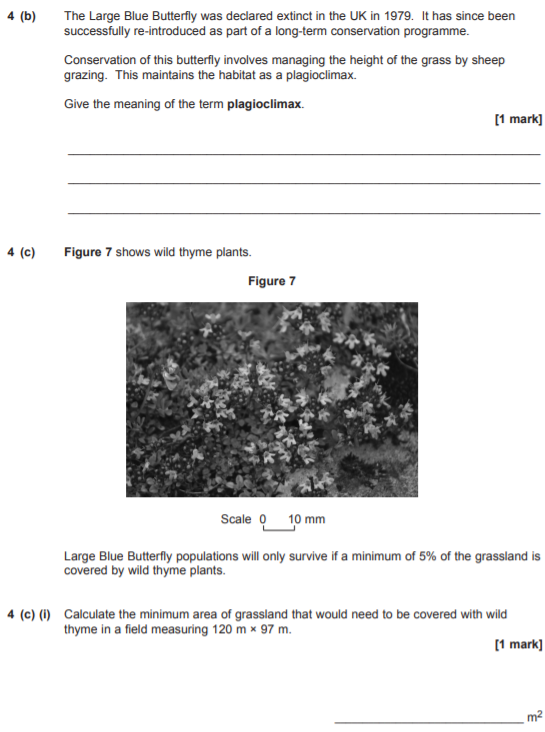 4 (b) The Large Blue Butterfly was declared extinct in the UK in 1979. It has since been
successfully re-introduced as part of a long-term conservation programme.
Conservation of this butterfly involves managing the height of the grass by sheep
grazing. This maintains the habitat as a plagioclimax.
Give the meaning of the term plagioclimax.
[1 mark]
4 (c) Figure 7 shows wild thyme plants.
Figure 7
Scale 0 10 mm
Large Blue Butterfly populations will only survive if a minimum of 5% of the grassland is
covered by wild thyme plants.
4 (c) (i) Calculate the minimum area of grassland that would need to be covered with wild
thyme in a field measuring 120 m × 97 m.
[1 mark]
m²